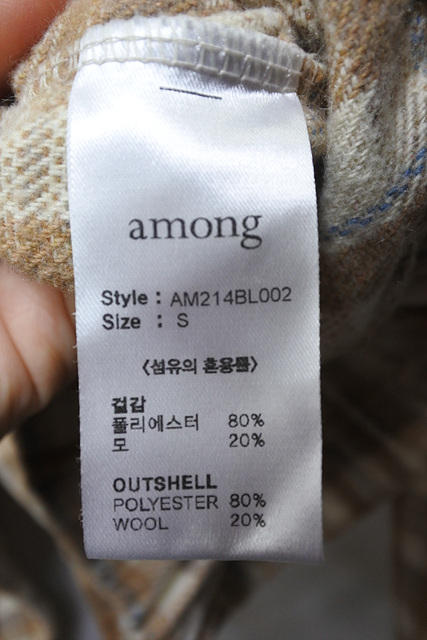 among
Style : AM214BL002
Size : S
<섬유의 혼용률>
겉감
폴리에스터 80%
모 20%
OUTSHELL
POLYESTER 80%
WOOL 20%